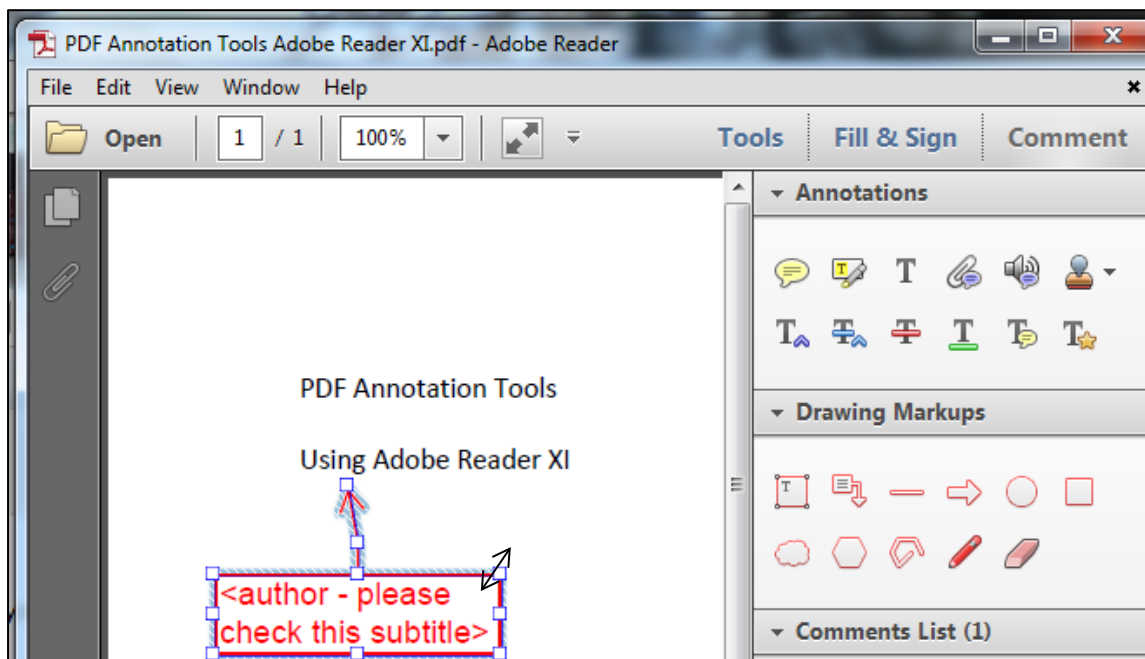 PDF Annotation Tools Adobe Reader XI.pdf - Adobe Reader
File Edit View Window Help
Open 1 / 1 100% Tools Fill & Sign Comment
Annotations
PDF Annotation Tools
Using Adobe Reader XI
<author - please
check this subtitle>
Drawing Markups
Comments List (1)